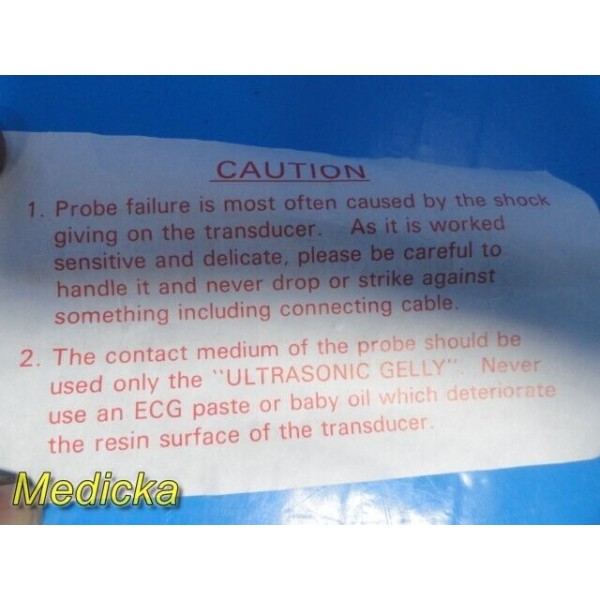 CAUTION
1. Probe failure is most often caused by the shock
giving on the transducer. As it is worked
sensitive and delicate, please be careful to
handle it and never drop or strike against
something including connecting cable.
2. The contact medium of the probe should be
used only the "ULTRASONIC GELLY". Never
use an ECG paste or baby oil which deteriorate
the resin surface of the transducer.
Medicka